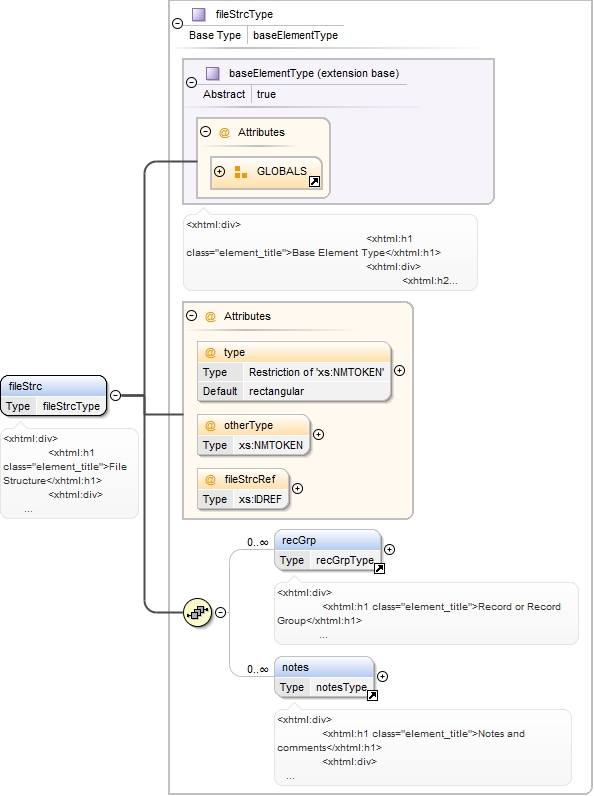 fileStrcType
Base Type baseElementType
baseElementType (extension base)
Abstract true
@ Attributes
GLOBALS
<xhtml:div>
<xhtml:h1
class="element_title">Base Element Type</xhtml:h1>
<xhtml:div>
<xhtml:h2...
@ Attributes
@ type
Type Restriction of 'xs:NMTOKEN'
Default rectangular
@ otherType
Type xs:NMTOKEN
@ fileStrcRef
Type xs:IDREF
fileStrc
Type fileStrcType
<xhtml:div>
<xhtml:h1
class="element_title">File
Structure</xhtml:h1>
<xhtml:div>
...
0..∞
recGrp
Type recGrpType
<xhtml:div>
<xhtml:h1 class="element_title">Record or Record
Group</xhtml:h1>
...
0..∞
notes
Type notesType
<xhtml:div>
<xhtml:h1 class="element_title">Notes and
comments</xhtml:h1>
<xhtml:div>
...